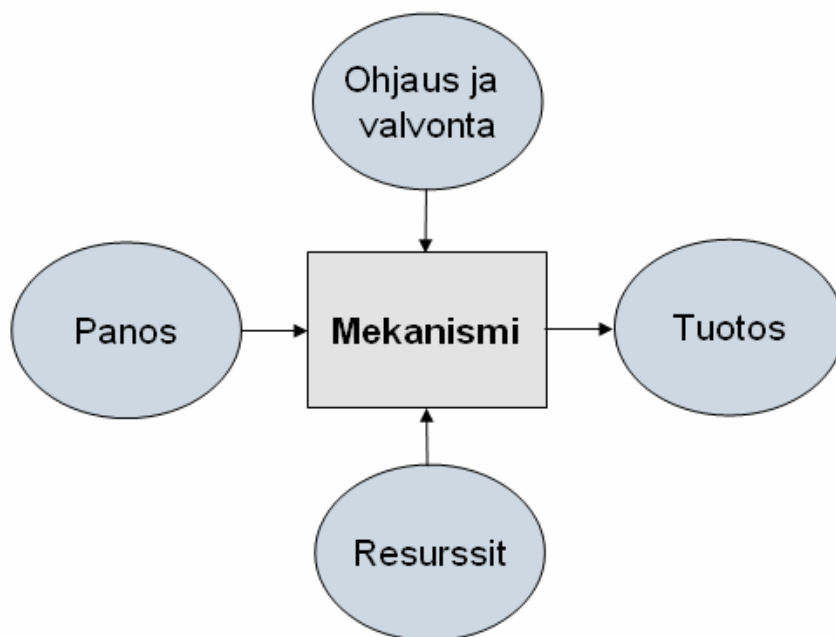 Ohjaus ja
valvonta
Panos
Mekanismi
Tuotos
Resurssit